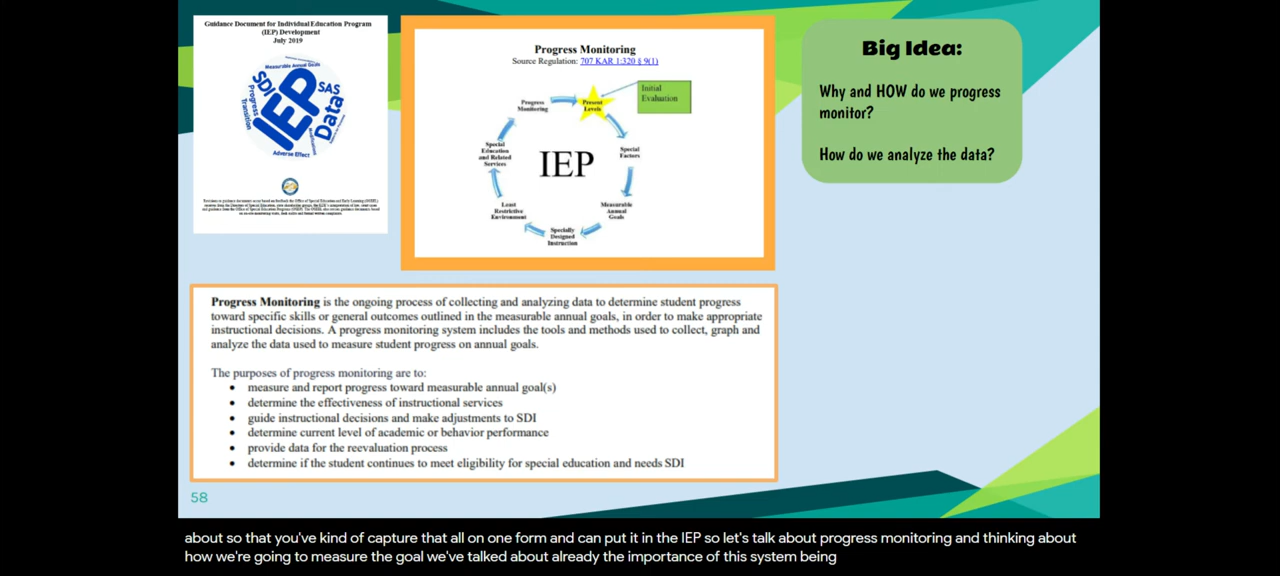 Guidance Document for Individual Education Program
(IEP) Development
July 2019
Measurable Annual Goals
SDI
SAS
IEP
Data
Progress
Transition
Adverse Effect
Progress Monitoring
Source Regulation: 707 KAR 1:320 § 9(1)
Initial
Evaluation
Progress
Monitoring
Present
Levels
Special
Education
and Related
Services
IEP
Special
Factors
Least
Restrictive
Environment
Measurable
Annual
Goals
Specially
Designed
Instruction
Big Idea:
Why and HOW do we progress
monitor?
How do we analyze the data?
Progress Monitoring is the ongoing process of collecting and analyzing data to determine student progress
toward specific skills or general outcomes outlined in the measurable annual goals, in order to make appropriate
instructional decisions. A progress monitoring system includes the tools and methods used to collect, graph and
analyze the data used to measure student progress on annual goals.
The purposes of progress monitoring are to:
• measure and report progress toward measurable annual goal(s)
• determine the effectiveness of instructional services
• guide instructional decisions and make adjustments to SDI
• determine current level of academic or behavior performance
• provide data for the reevaluation process
• determine if the student continues to meet eligibility for special education and needs SDI
58
about so that you've kind of capture that all on one form and can put it in the IEP so let's talk about progress monitoring and thinking about
how we're going to measure the goal we've talked about already the importance of this system being